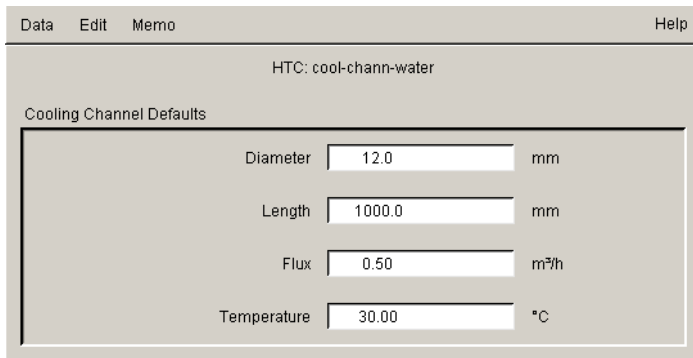 Data Edit Memo Help
HTC: cool-chann-water
Cooling Channel Defaults
Diameter 12.0 mm
Length 1000.0 mm
Flux 0.50 m³/h
Temperature 30.00 °C